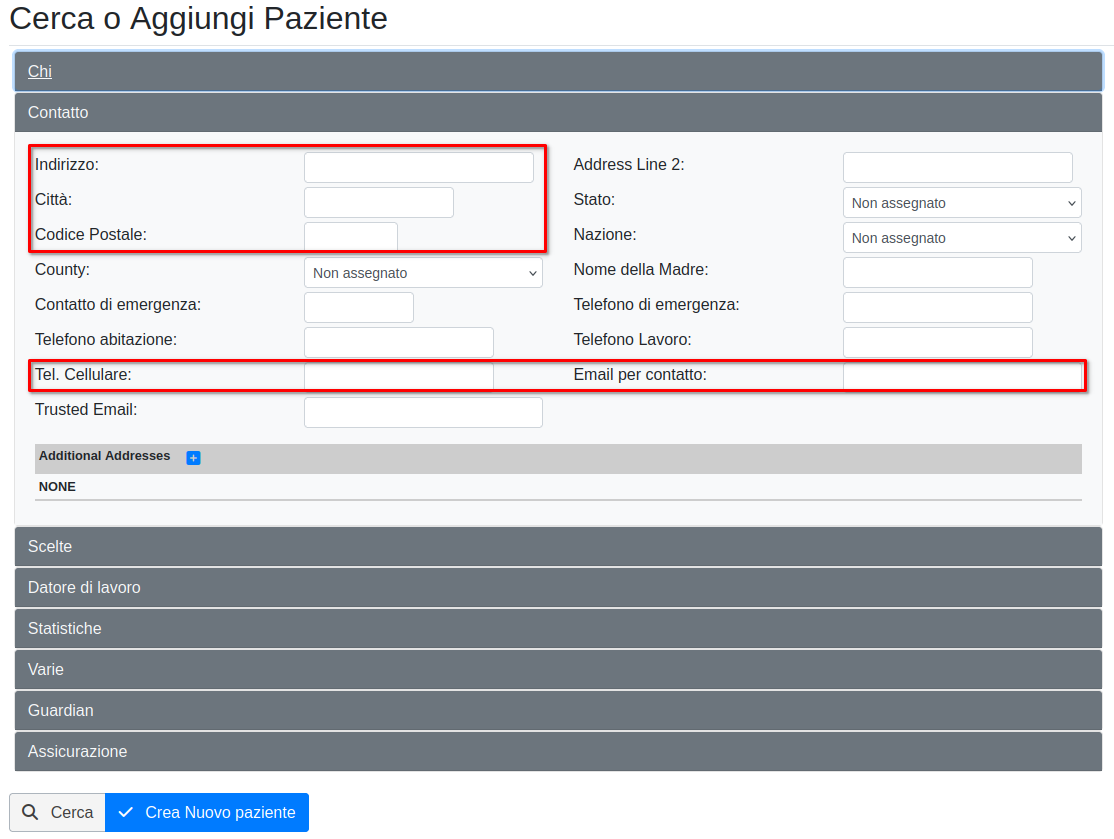 Cerca o Aggiungi Paziente
Chi
Contatto
Indirizzo: Address Line 2:
Città: Stato: Non assegnato
Codice Postale: Nazione: Non assegnato
County: Non assegnato Nome della Madre:
Contatto di emergenza: Telefono di emergenza:
Telefono abitazione: Telefono Lavoro:
Tel. Cellulare: Email per contatto:
Trusted Email:
Additional Addresses
NONE
Scelte
Datore di lavoro
Statistiche
Varie
Guardian
Assicurazione
Cerca Crea Nuovo paziente